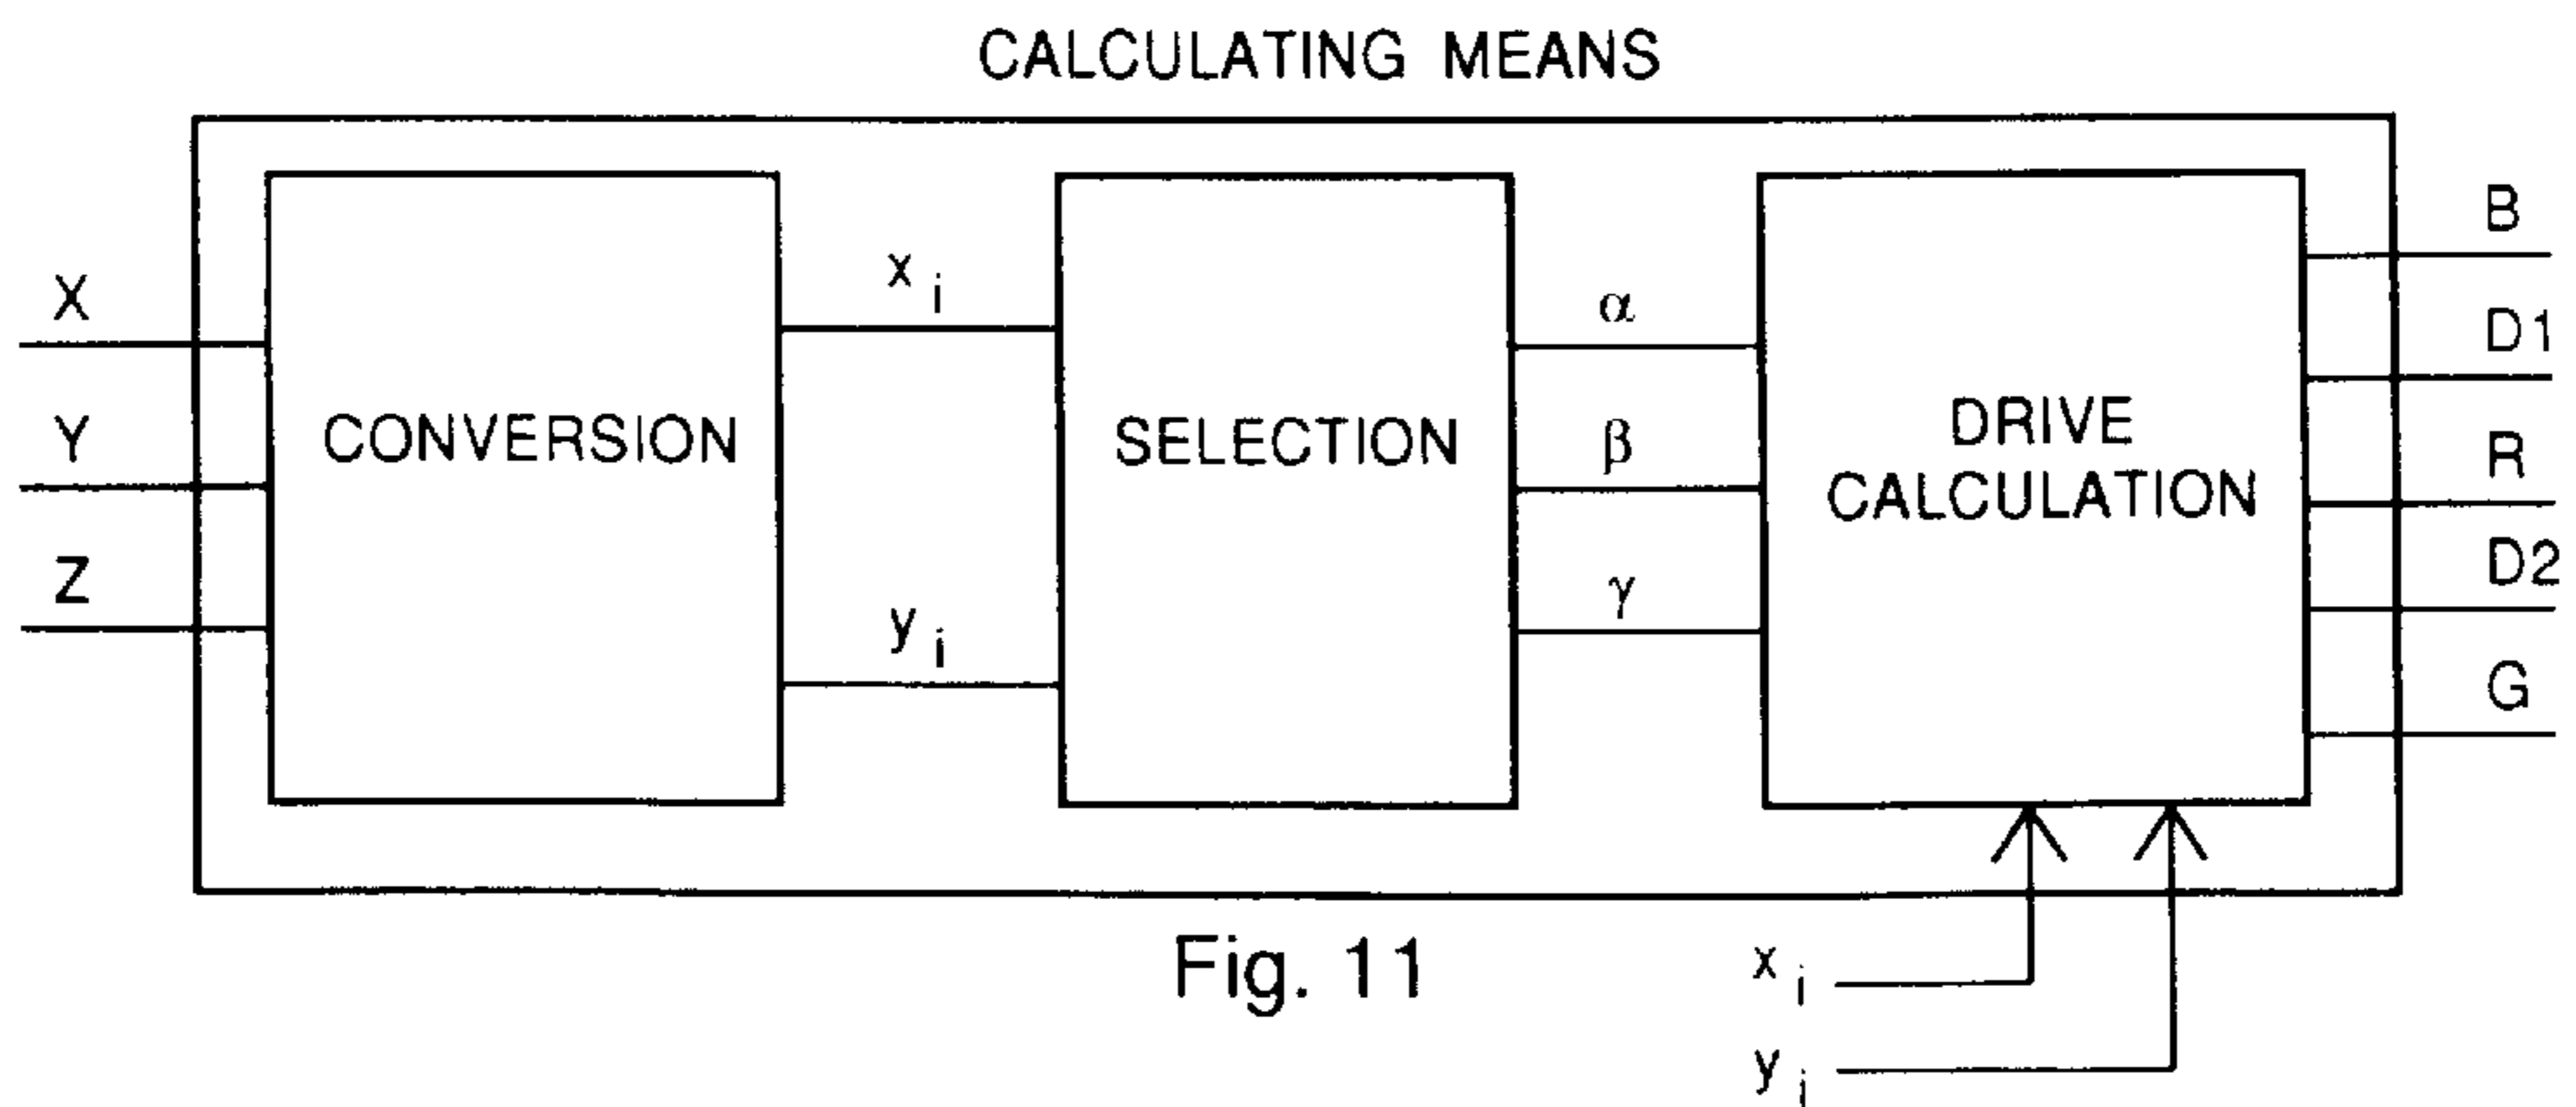 CALCULATING MEANS
X
Y
Z
CONVERSION
x i
y i
SELECTION
α
β
γ
DRIVE
CALCULATION
B
D1
R
D2
G
x i
y i
Fig. 11